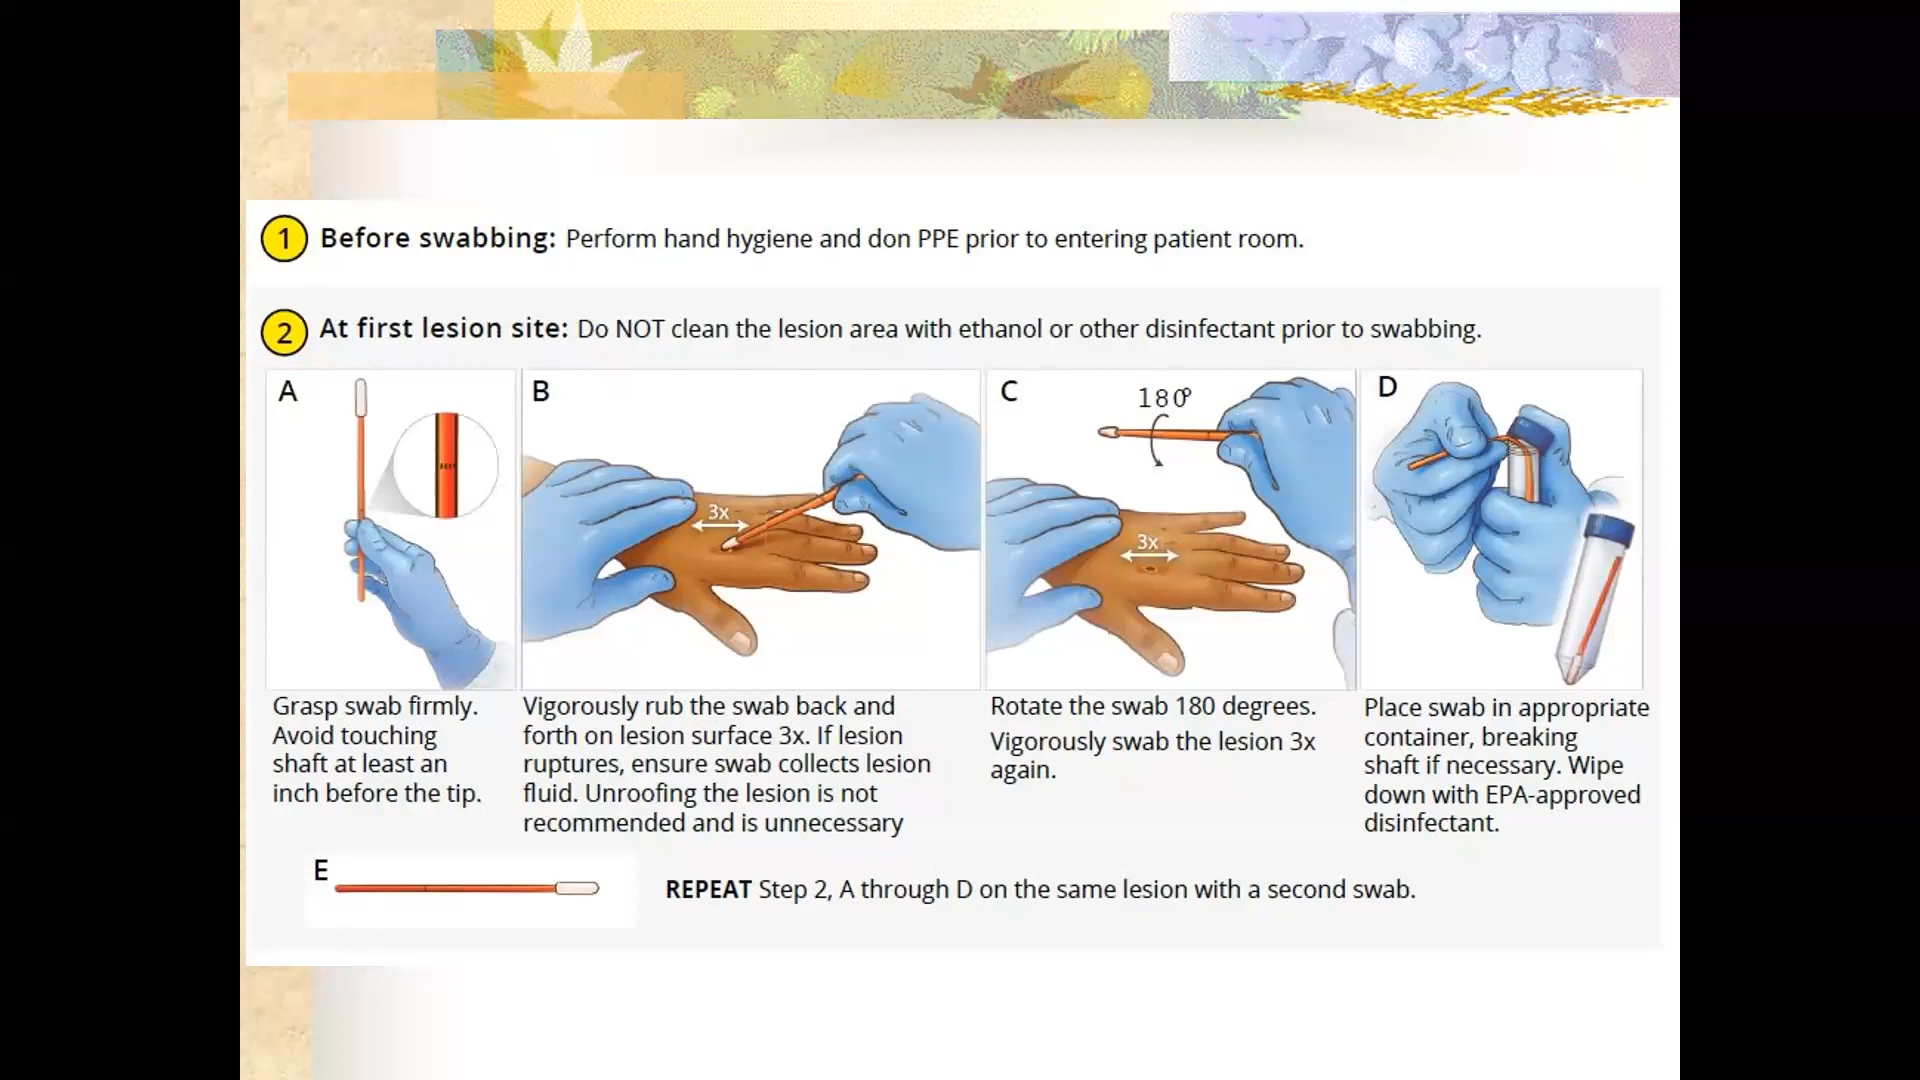 1 Before swabbing: Perform hand hygiene and don PPE prior to entering patient room.
2 At first lesion site: Do NOT clean the lesion area with ethanol or other disinfectant prior to swabbing.
A
B
3x
C
180º
3x
D
Grasp swab firmly.
Avoid touching
shaft at least an
inch before the tip.
Vigorously rub the swab back and
forth on lesion surface 3x. If lesion
ruptures, ensure swab collects lesion
fluid. Unroofing the lesion is not
recommended and is unnecessary
Rotate the swab 180 degrees.
Vigorously swab the lesion 3x
again.
Place swab in appropriate
container, breaking
shaft if necessary. Wipe
down with EPA-approved
disinfectant.
E
REPEAT Step 2, A through D on the same lesion with a second swab.